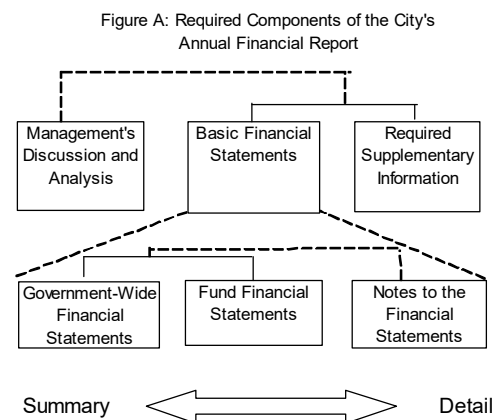 Figure A: Required Components of the City's
Annual Financial Report
Management's
Discussion and
Analysis
Basic Financial
Statements
Required
Supplementary
Information
Government-Wide
Financial
Statements
Fund Financial
Statements
Notes to the
Financial
Statements
Summary
Detail